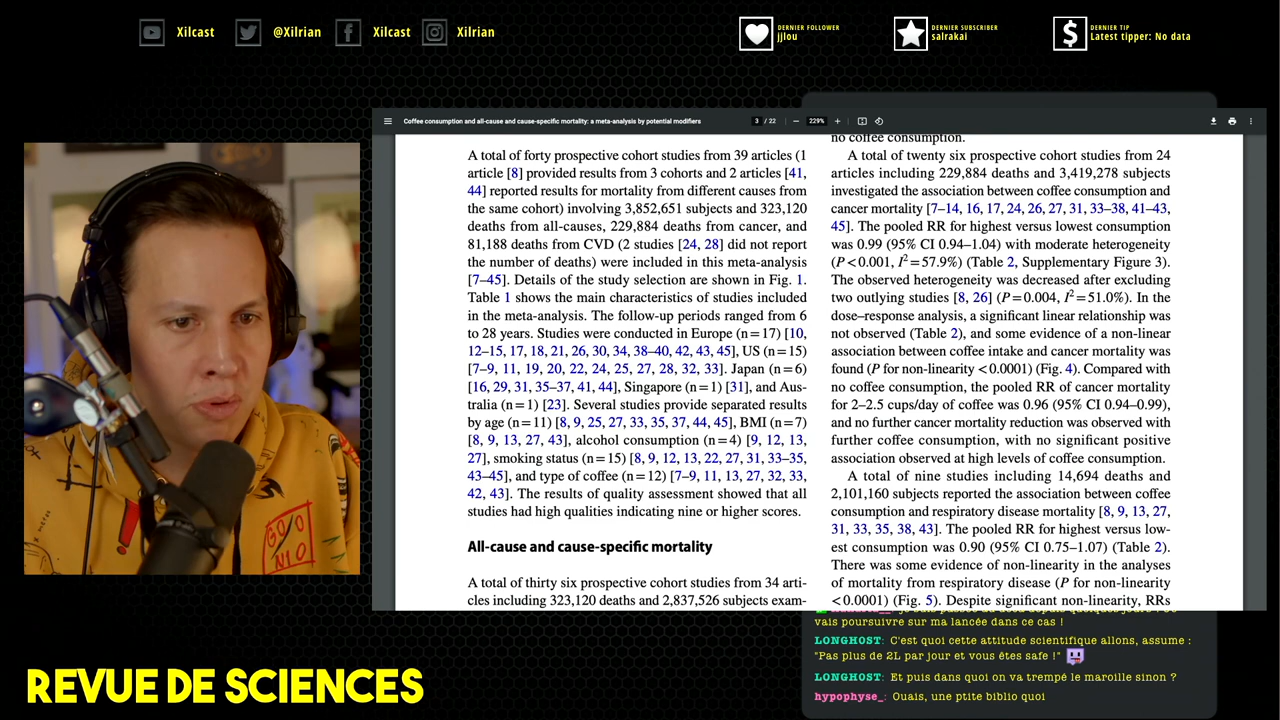 Xilcast
@Xilrian
Xilcast
Xilrian
DERNIER FOLLOWER
jjlou
DERNIER SUBSCRIBER
salrakai
DERNIER TIP
Latest tipper: No data
Coffee consumption and all-cause and cause-specific mortality: a meta-analysis by potential modifiers
3 / 22
229%
A total of forty prospective cohort studies from 39 articles (1
article [8] provided results from 3 cohorts and 2 articles [41,
44] reported results for mortality from different causes from
the same cohort) involving 3,852,651 subjects and 323,120
deaths from all-causes, 229,884 deaths from cancer, and
81,188 deaths from CVD (2 studies [24, 28] did not report
the number of deaths) were included in this meta-analysis
[7–45]. Details of the study selection are shown in Fig. 1.
Table 1 shows the main characteristics of studies included
in the meta-analysis. The follow-up periods ranged from 6
to 28 years. Studies were conducted in Europe (n=17) [10,
12–15, 17, 18, 21, 26, 30, 34, 38–40, 42, 43, 45], US (n=15)
[7–9, 11, 19, 20, 22, 24, 25, 27, 28, 32, 33]. Japan (n=6)
[16, 29, 31, 35–37, 41, 44], Singapore (n=1) [31], and Aus-
tralia (n=1) [23]. Several studies provide separated results
by age (n=11) [8, 9, 25, 27, 33, 35, 37, 44, 45], BMI (n=7)
[8, 9, 13, 27, 43], alcohol consumption (n=4) [9, 12, 13,
27], smoking status (n=15) [8, 9, 12, 13, 22, 27, 31, 33–35,
43–45], and type of coffee (n=12) [7–9, 11, 13, 27, 32, 33,
42, 43]. The results of quality assessment showed that all
studies had high qualities indicating nine or higher scores.
All-cause and cause-specific mortality
A total of thirty six prospective cohort studies from 34 arti-
cles including 323,120 deaths and 2,837,526 subjects exam-
no coffee consumption.
A total of twenty six prospective cohort studies from 24
articles including 229,884 deaths and 3,419,278 subjects
investigated the association between coffee consumption and
cancer mortality [7–14, 16, 17, 24, 26, 27, 31, 33–38, 41–43,
45]. The pooled RR for highest versus lowest consumption
was 0.99 (95% CI 0.94–1.04) with moderate heterogeneity
(P<0.001, I²=57.9%) (Table 2, Supplementary Figure 3).
The observed heterogeneity was decreased after excluding
two outlying studies [8, 26] (P=0.004, I²=51.0%). In the
dose–response analysis, a significant linear relationship was
not observed (Table 2), and some evidence of a non-linear
association between coffee intake and cancer mortality was
found (P for non-linearity <0.0001) (Fig. 4). Compared with
no coffee consumption, the pooled RR of cancer mortality
for 2–2.5 cups/day of coffee was 0.96 (95% CI 0.94–0.99),
and no further cancer mortality reduction was observed with
further coffee consumption, with no significant positive
association observed at high levels of coffee consumption.
A total of nine studies including 14,694 deaths and
2,101,160 subjects reported the association between coffee
consumption and respiratory disease mortality [8, 9, 13, 27,
31, 33, 35, 38, 43]. The pooled RR for highest versus low-
est consumption was 0.90 (95% CI 0.75–1.07) (Table 2).
There was some evidence of non-linearity in the analyses
of mortality from respiratory disease (P for non-linearity
<0.0001) (Fig. 5). Despite significant non-linearity, RRs
vais poursuivre sur ma lancée dans ce cas !
LONGHOST: C'est quoi cette attitude scientifique allons, assume :
"Pas plus de 2L par jour et vous êtes safe !"
LONGHOST: Et puis dans quoi on va trempé le maroille sinon ?
hypophyse_: Ouais, une ptite biblio quoi
GO/O
N10
REVUE DE SCIENCES